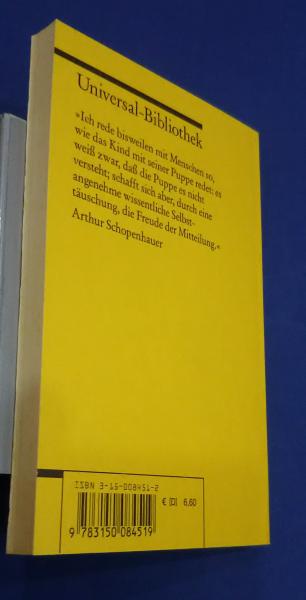 Universal-Bibliothek
»Ich rede bisweilen mit Menschen so,
wie das Kind mit seiner Puppe redet: es
weiß zwar, daß die Puppe es nicht
versteht; schafft sich aber, durch eine
angenehme wissentliche Selbst-
täuschung, die Freude der Mitteilung.«
Arthur Schopenhauer
ISBN 3-15-008451-2
€ [D] 6,60
9 783150 084519